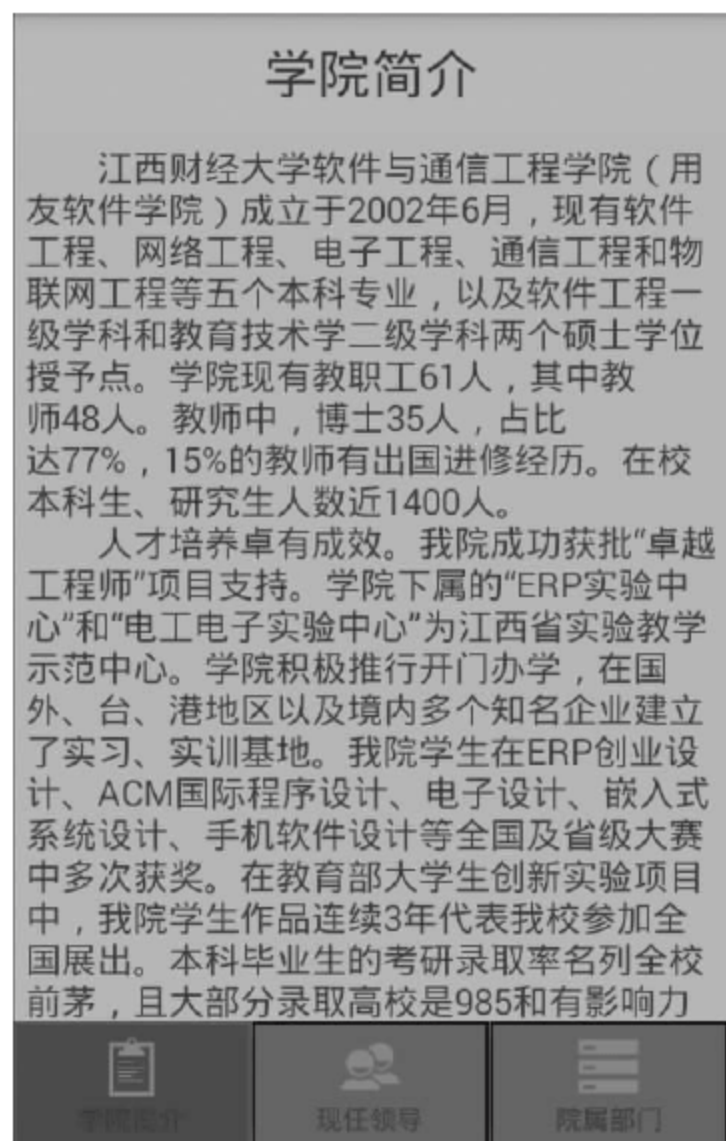 学院简介
江西财经大学软件与通信工程学院（用
友软件学院）成立于2002年6月，现有软件
工程、网络工程、电子工程、通信工程和物
联网工程等五个本科专业，以及软件工程一
级学科和教育技术学二级学科两个硕士学位
授予点。学院现有教职工61人，其中教
师48人。教师中，博士35人，占比
达77%，15%的教师有出国进修经历。在校
本科生、研究生人数近1400人。
人才培养卓有成效。我院成功获批“卓越
工程师”项目支持。学院下属的“ERP实验中
心”和“电工电子实验中心”为江西省实验教学
示范中心。学院积极推行开门办学，在国
外、台、港地区以及境内多个知名企业建立
了实习、实训基地。我院学生在ERP创业设
计、ACM国际程序设计、电子设计、嵌入式
系统设计、手机软件设计等全国及省级大赛
中多次获奖。在教育部大学生创新实验项目
中，我院学生作品连续3年代表我校参加全
国展出。本科毕业生的考研录取率名列全校
前茅，且大部分录取高校是985和有影响力
学院简介
现任领导
院属部门